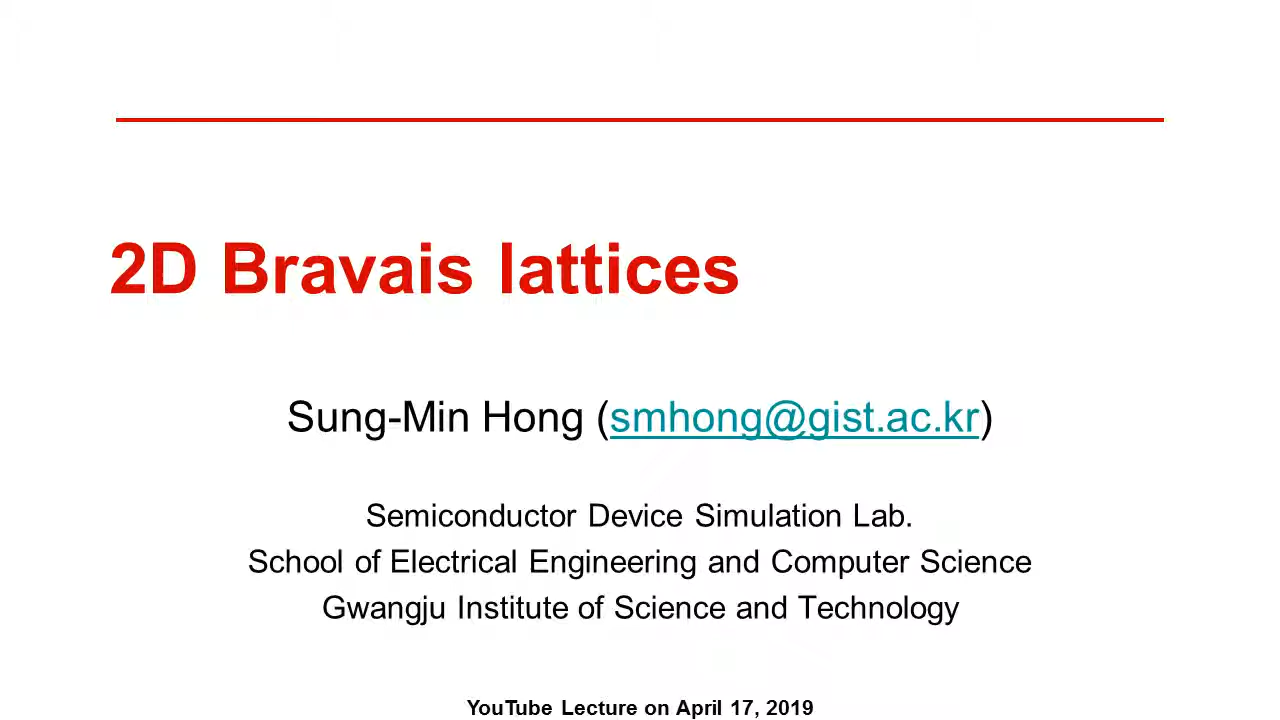 2D Bravais lattices
Sung-Min Hong (smhong@gist.ac.kr)
Semiconductor Device Simulation Lab.
School of Electrical Engineering and Computer Science
Gwangju Institute of Science and Technology
YouTube Lecture on April 17, 2019